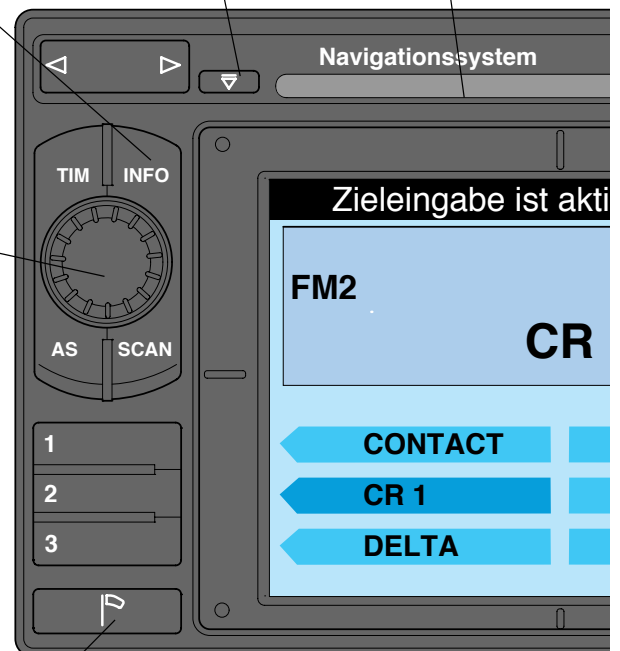 Navigationssystem
TIM INFO
Zieleingabe ist akti
FM2
CR
AS SCAN
1
CONTACT
2
CR 1
3
DELTA